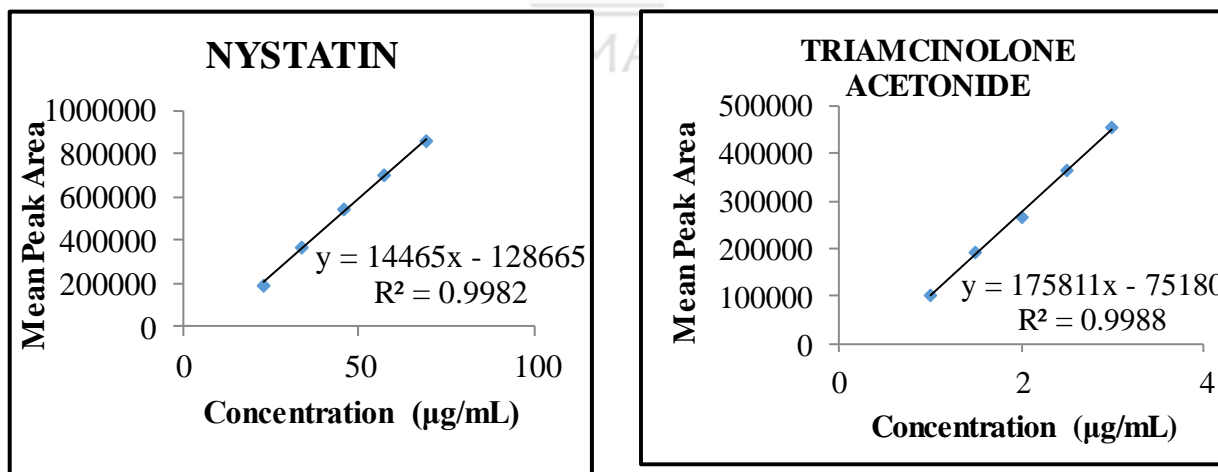 NYSTATIN
1000000
800000
600000
400000
200000
0
Mean Peak Area
y = 14465x - 128665
R² = 0.9982
0 50 100
Concentration (µg/mL)
TRIAMCINOLONE
ACETONIDE
500000
400000
300000
200000
100000
0
Mean Peak Area
y = 175811x - 75180
R² = 0.9988
0 2 4
Concentration (µg/mL)